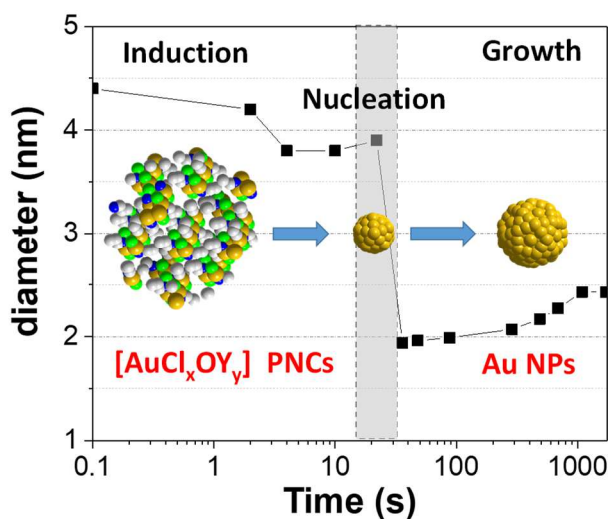 Induction
Growth
Nucleation
[AuClxOYy] PNCs
Au NPs
diameter (nm)
5
4
3
2
1
0.1
1
10
100
1000
Time (s)